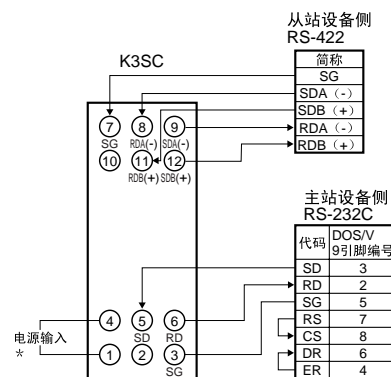 从站设备侧
RS-422
K3SC
简称
SG
SDA（-）
SDB（+）
RDA（-）
RDB（+）
7 8 9
SG RDA(-) SDA(-)
10 11 12
RDB(+) SDB(+)
主站设备侧
RS-232C
代码 DOS/V
9引脚编号
SD 3
RD 2
SG 5
RS 7
CS 8
DR 6
ER 4
电源输入
*
4 5 6
SD RD
1 2 3
SG